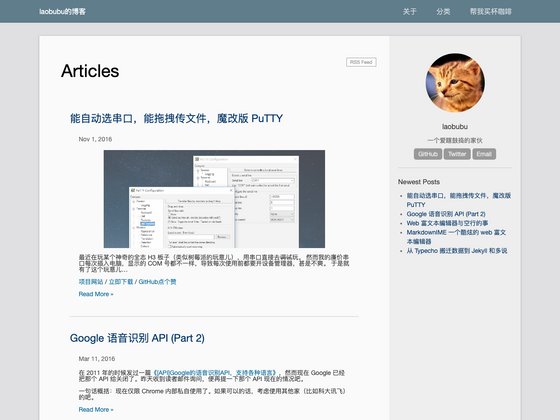 laobubu的博客
关于
分类
帮我买杯咖啡
Articles
RSS Feed
能自动选串口，能拖拽传文件，魔改版 PuTTY
Nov 1, 2016
最近在玩某个神奇的全志 H3 板子（类似树莓派的玩意儿），用串口直接去调试玩。 然而我的廉价串
口每次插入电脑，显示的 COM 号都不一样，导致每次使用前都要开设备管理器，甚是不爽。 于是就
有了这个玩意儿…
项目网站 / 立即下载 / GitHub点个赞
Read More »
Google 语音识别 API (Part 2)
Mar 11, 2016
在 2011 年的时候发过一篇《[API]Google的语音识别API，支持各种语言》。然而现在 Google 已经
把那个 API 给关闭了。昨天收到读者邮件询问，便再提一下那个 API 现在的情况吧。
一句话概括：现在仅限 Chrome 内部私自使用了。如果可以的话，考虑使用其他家（比如科大讯飞）
的吧。
Read More »
laobubu
一个爱瞎鼓捣的家伙
GitHub
Twitter
Email
Newest Posts
能自动选串口，能拖拽传文件，魔改版
PuTTY
Google 语音识别 API (Part 2)
Web 富文本编辑器与空行的事
MarkdownIME 一个酷炫的 web 富文
本编辑器
从 Typecho 搬迁数据到 Jekyll 和多说